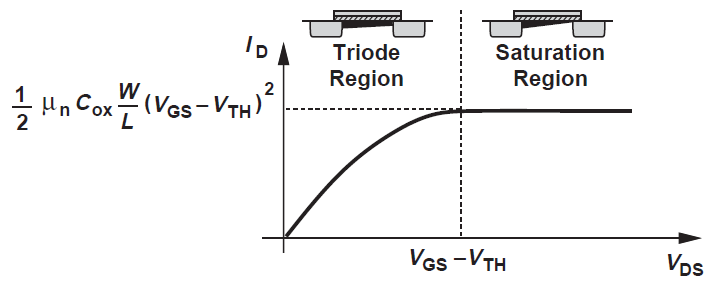 I_D
Triode
Region
Saturation
Region
1/2 μ_n C_ox W/L (V_GS – V_TH)^2
V_GS – V_TH
V_DS